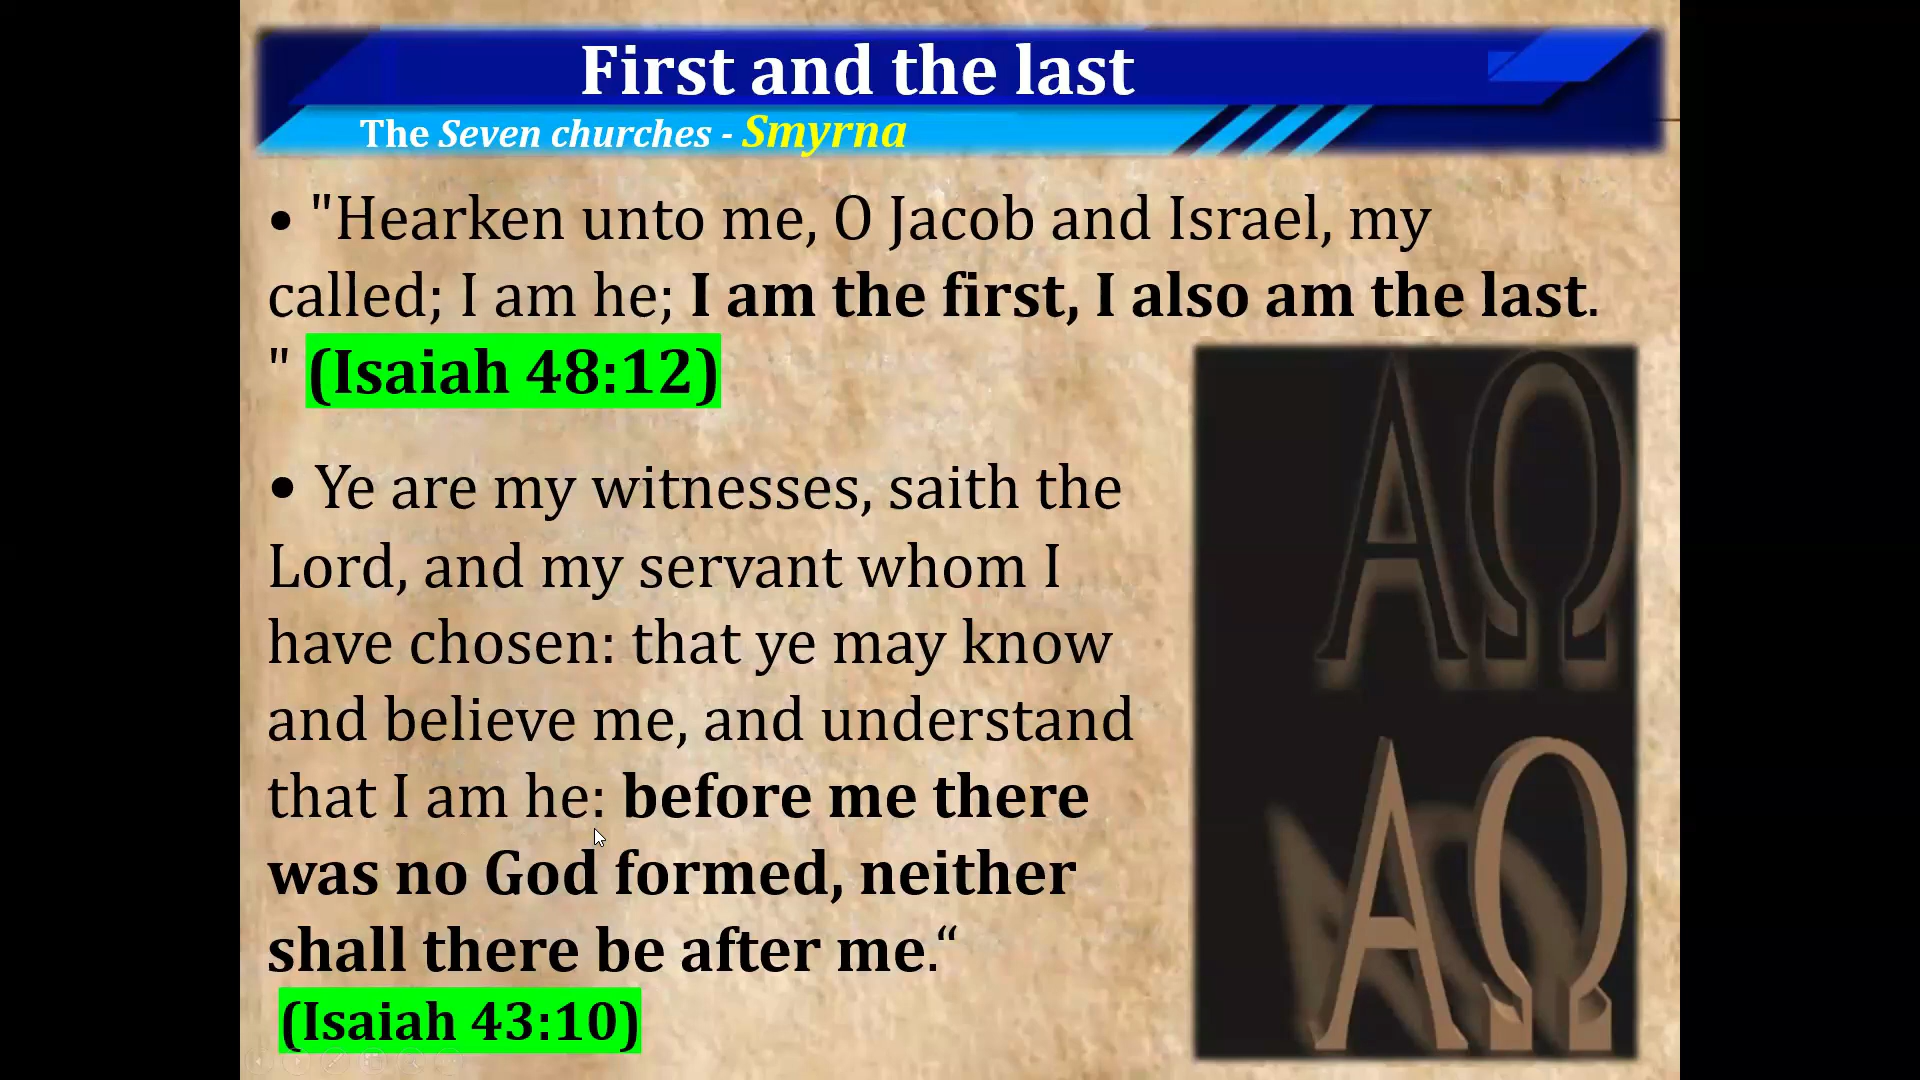 First and the last
The Seven churches - Smyrna
• "Hearken unto me, O Jacob and Israel, my
called; I am he; I am the first, I also am the last.
" (Isaiah 48:12)
• Ye are my witnesses, saith the
Lord, and my servant whom I
have chosen: that ye may know
and believe me, and understand
that I am he: before me there
was no God formed, neither
shall there be after me.“
(Isaiah 43:10)
ΑΩ
ΑΩ